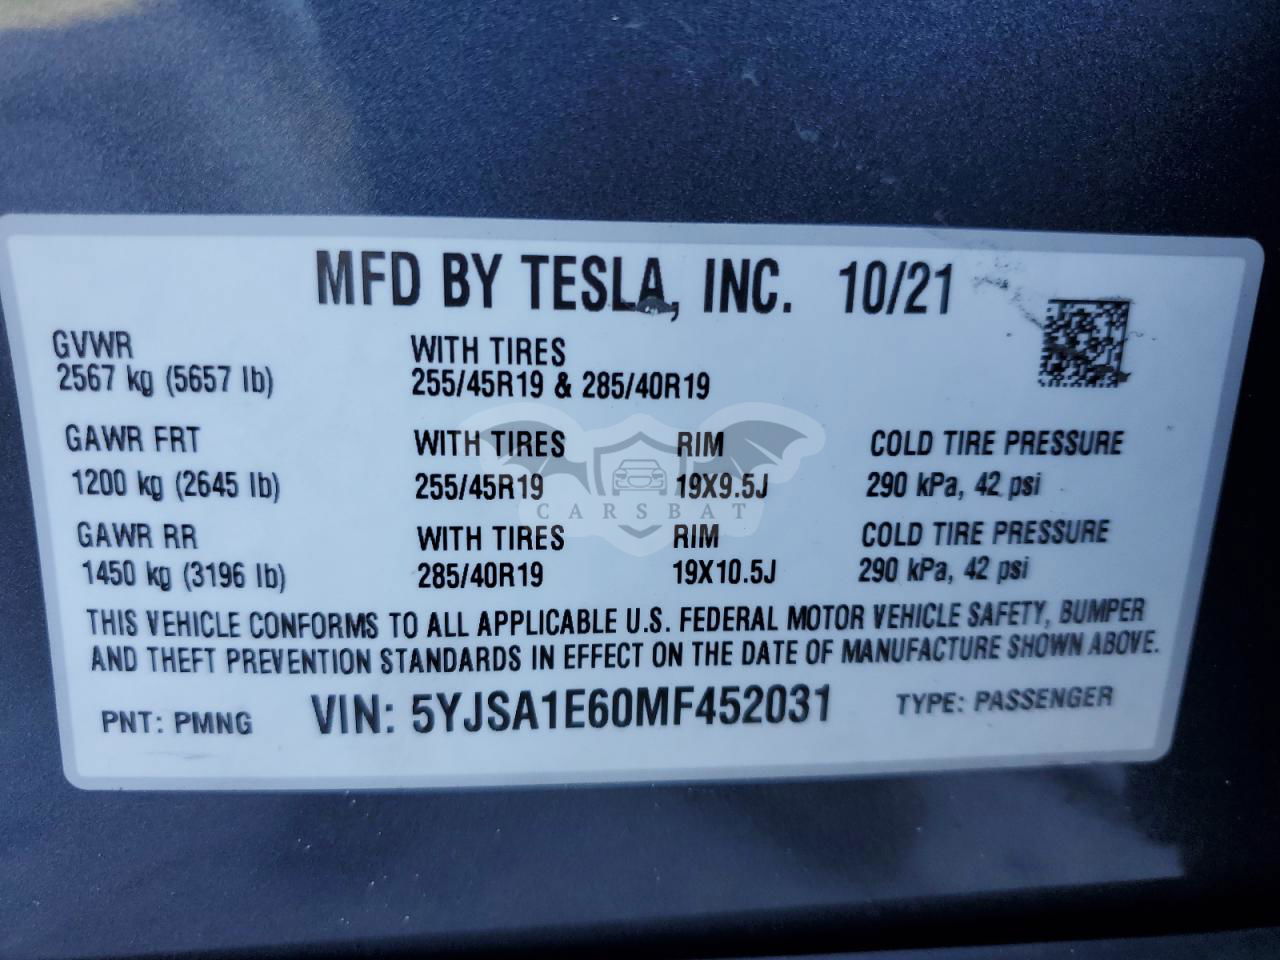 MFD BY TESLA, INC. 10/21
GVWR
2567 kg (5657 lb)
WITH TIRES
255/45R19 & 285/40R19
GAWR FRT WITH TIRES RIM COLD TIRE PRESSURE
1200 kg (2645 lb) 255/45R19 19X9.5J 290 kPa, 42 psi
GAWR RR WITH TIRES RIM COLD TIRE PRESSURE
1450 kg (3196 lb) 285/40R19 19X10.5J 290 kPa, 42 psi
CARSBAT
THIS VEHICLE CONFORMS TO ALL APPLICABLE U.S. FEDERAL MOTOR VEHICLE SAFETY, BUMPER
AND THEFT PREVENTION STANDARDS IN EFFECT ON THE DATE OF MANUFACTURE SHOWN ABOVE.
PNT: PMNG VIN: 5YJSA1E60MF452031 TYPE: PASSENGER